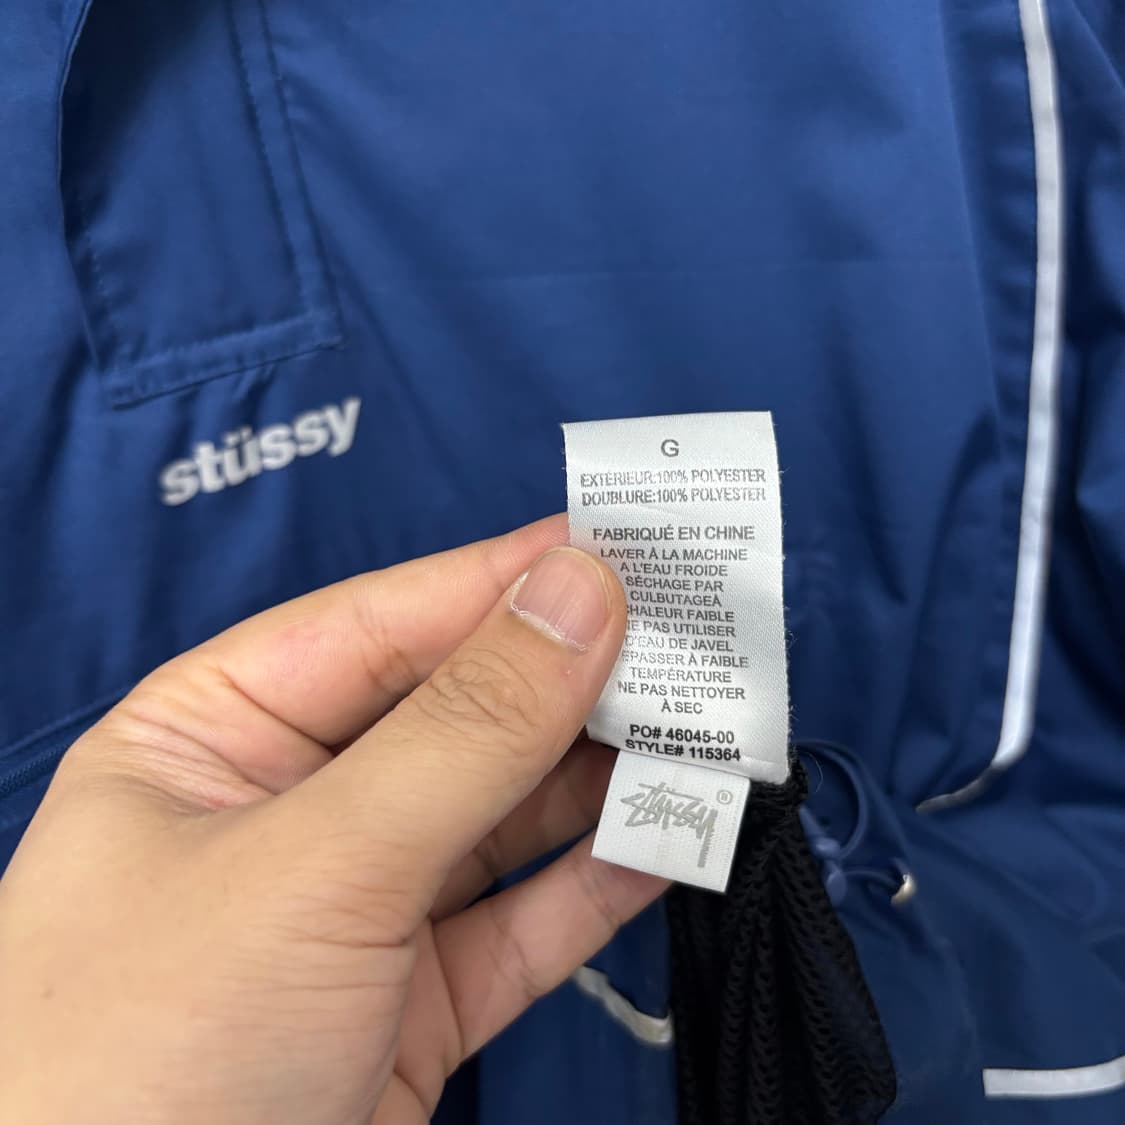 stüssy
G
EXTÉRIEUR:100% POLYESTER
DOUBLURE:100% POLYESTER
FABRIQUÉ EN CHINE
LAVER À LA MACHINE
A L'EAU FROIDE
SÉCHAGE PAR
CULBUTAGEÀ
CHALEUR FAIBLE
NE PAS UTILISER
D'EAU DE JAVEL
EPASSER À FAIBLE
TEMPÉRATURE
NE PAS NETTOYER
À SEC
PO# 46045-00
STYLE# 115364
STÜSSY ®